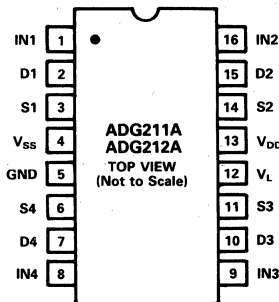 IN1 1 16 IN2
D1 2 15 D2
S1 3 14 S2
VSS 4 ADG211A 13 VDD
ADG212A
GND 5 TOP VIEW 12 VL
(Not to Scale)
S4 6 11 S3
D4 7 10 D3
IN4 8 9 IN3